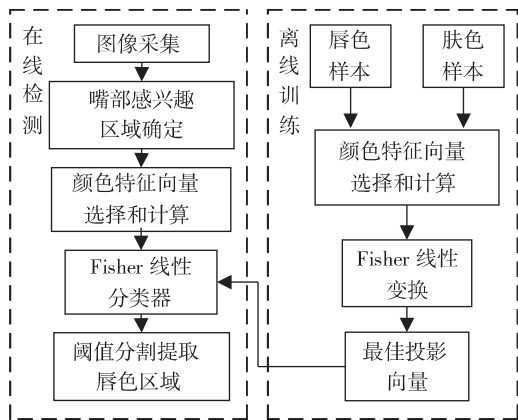 在线检测
图像采集
嘴部感兴趣
区域确定
颜色特征向量
选择和计算
Fisher 线性
分类器
阈值分割提取
唇色区域
离线训练
唇色
样本
肤色
样本
颜色特征向量
选择和计算
Fisher 线性
变换
最佳投影
向量